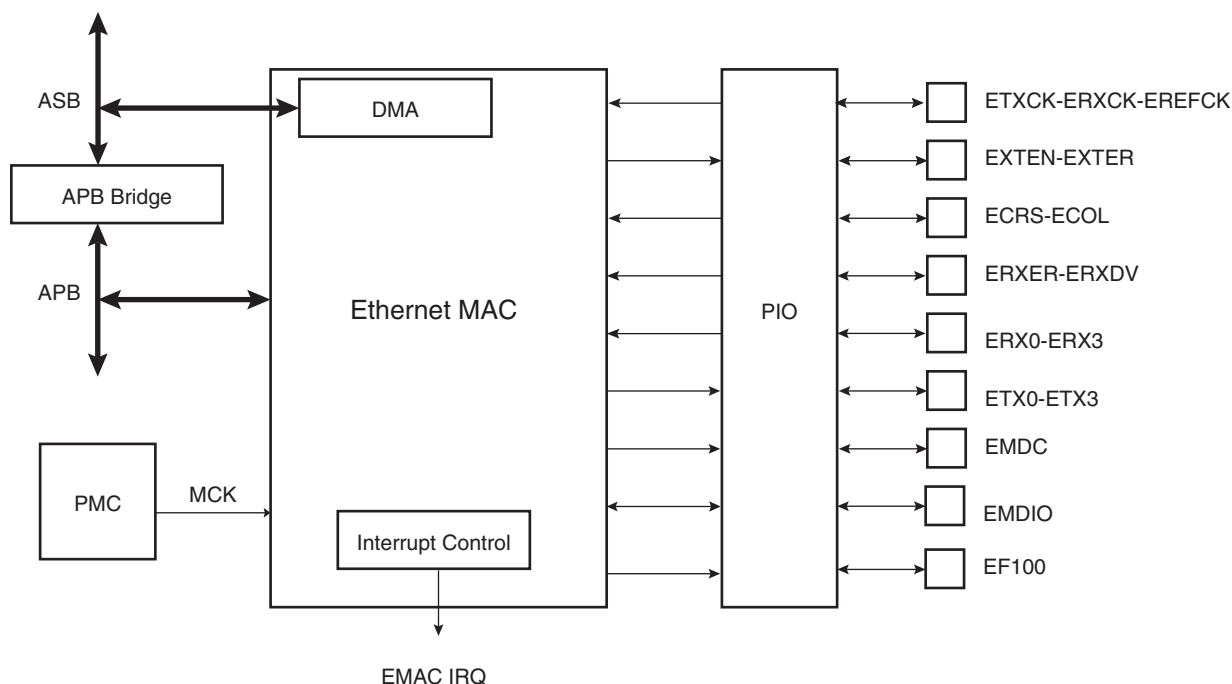 ASB
DMA
APB Bridge
APB
Ethernet MAC
PMC
MCK
Interrupt Control
EMAC IRQ
PIO
ETXCK-ERXCK-EREFCK
EXTEN-EXTER
ECRS-ECOL
ERXER-ERXDV
ERX0-ERX3
ETX0-ETX3
EMDC
EMDIO
EF100